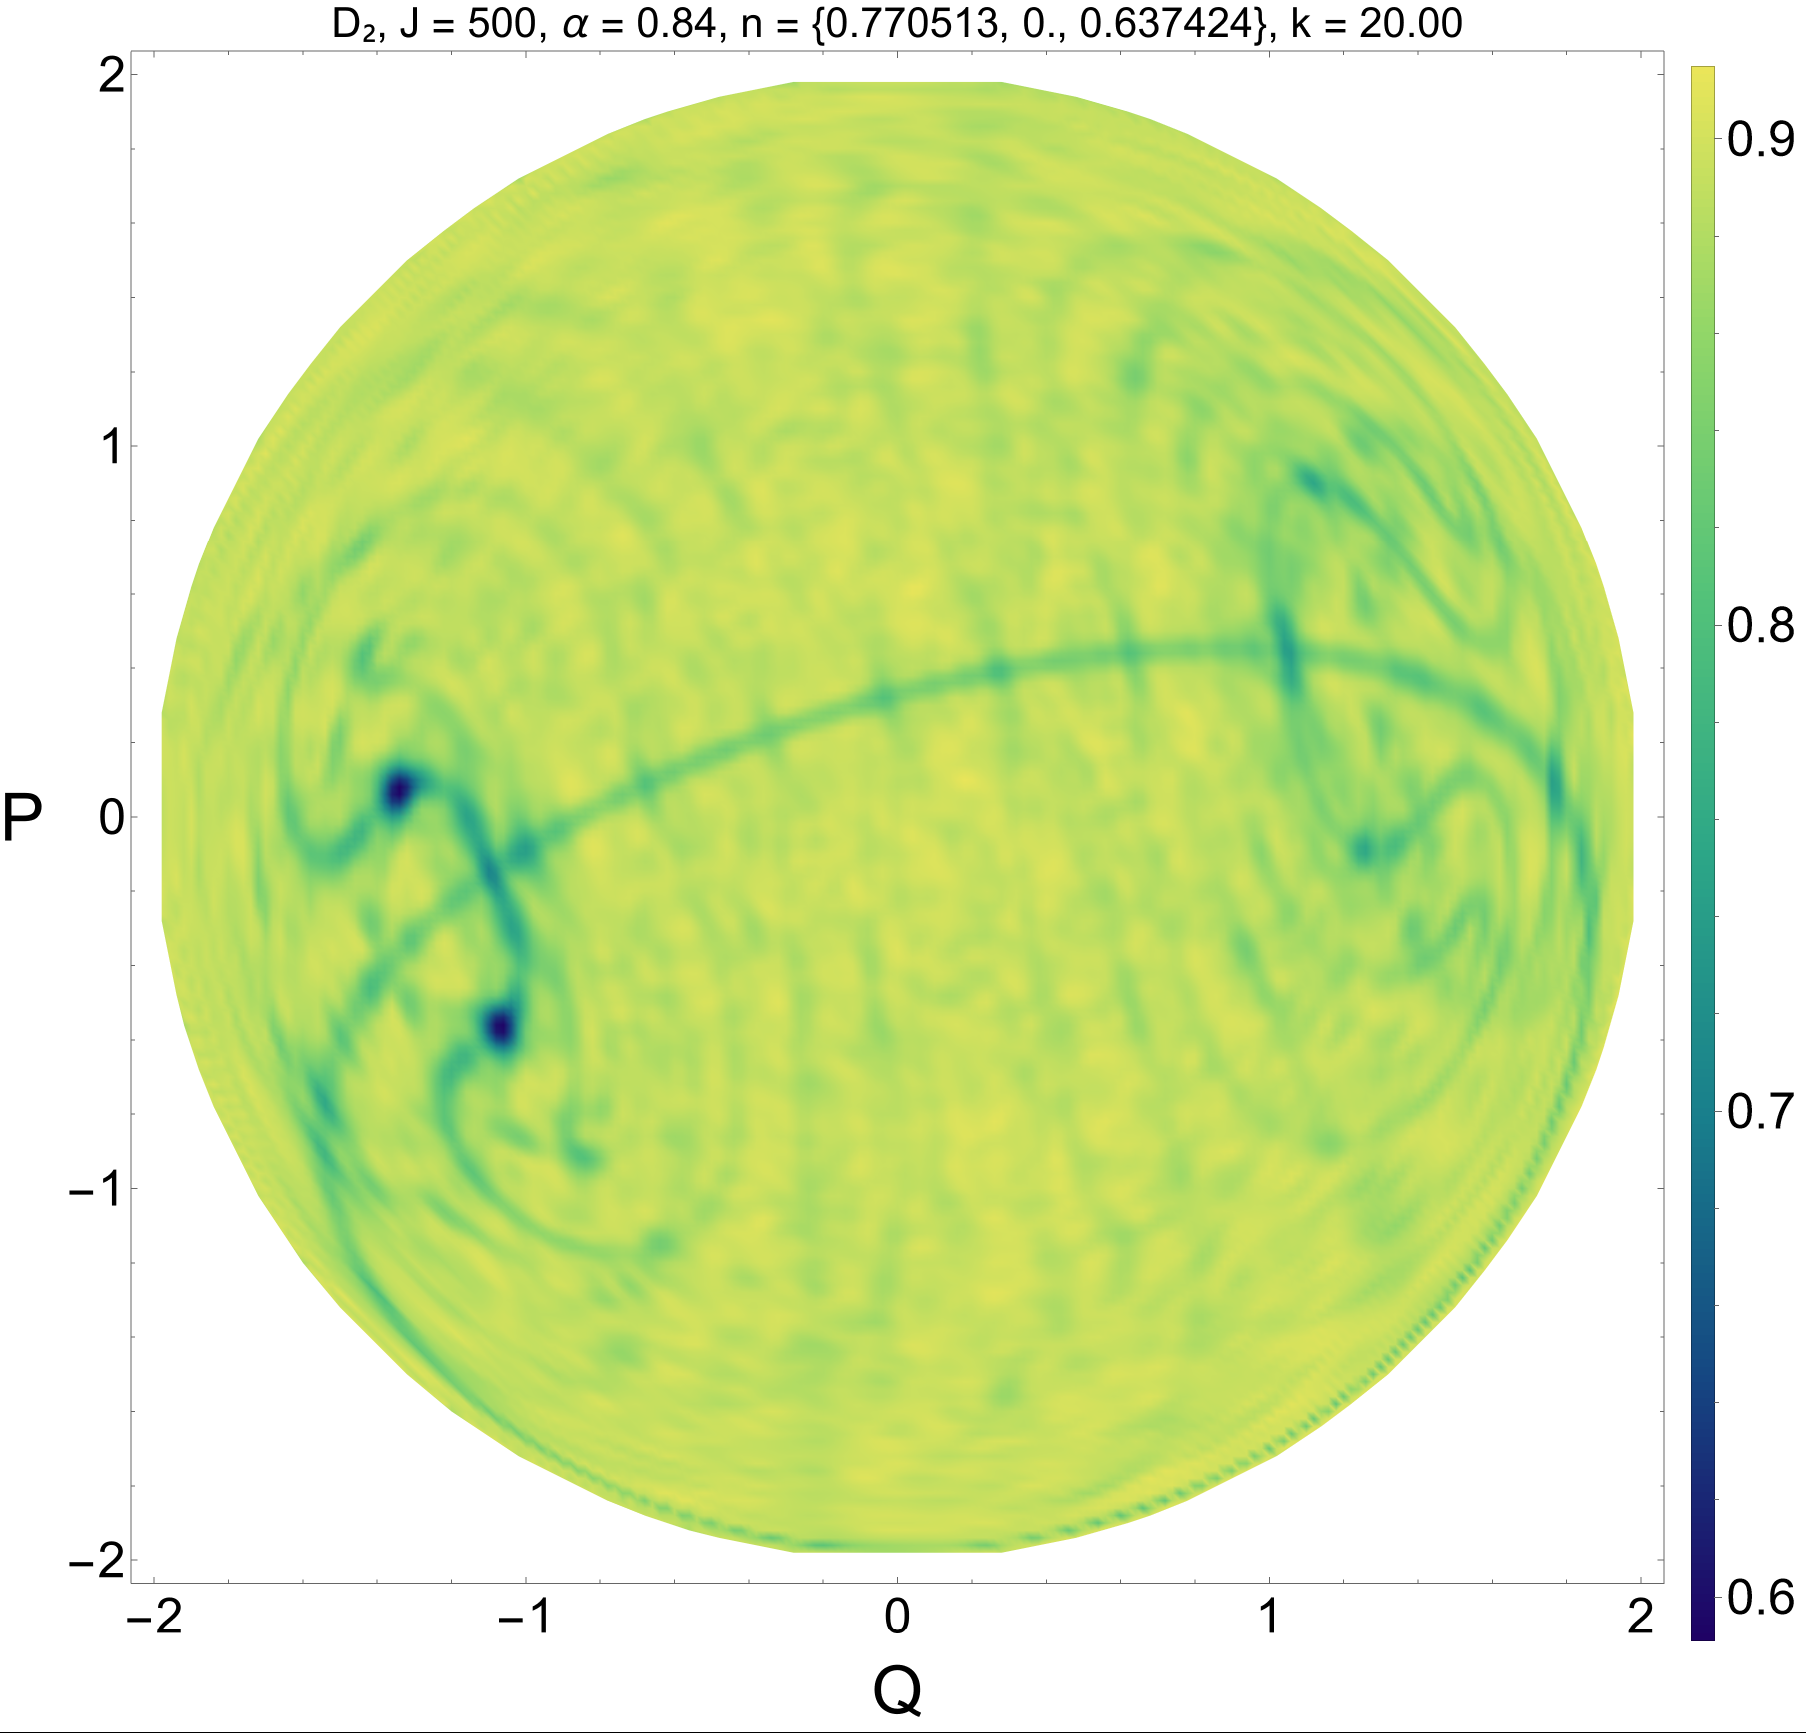 D₂, J = 500, α = 0.84, n = {0.770513, 0., 0.637424}, k = 20.00
2
1
P
0
−1
−2
−2 −1 0 1 2
Q
0.9
0.8
0.7
0.6